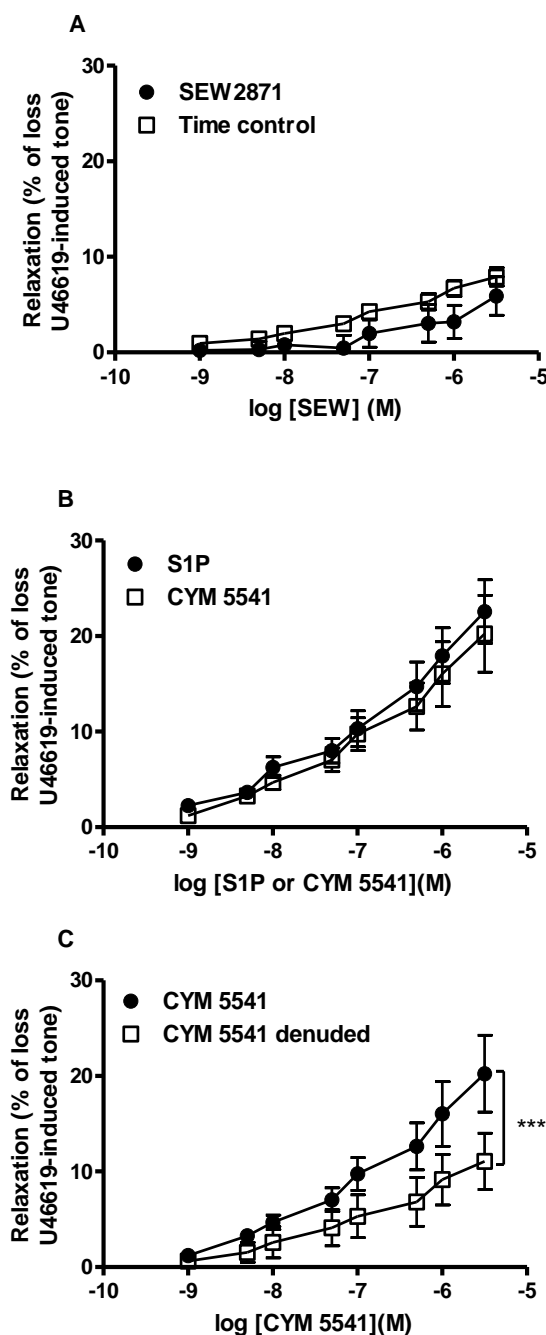 A
Relaxation (% of loss
U46619-induced tone)
30
20
10
0
SEW2871
Time control
-10
-9
-8
-7
-6
-5
log [SEW] (M)
B
Relaxation (% of loss
U46619-induced tone)
30
20
10
0
S1P
CYM 5541
-10
-9
-8
-7
-6
-5
log [S1P or CYM 5541](M)
C
Relaxation (% of loss
U46619-induced tone)
30
20
10
0
CYM 5541
CYM 5541 denuded
***
-10
-9
-8
-7
-6
-5
log [CYM 5541](M)